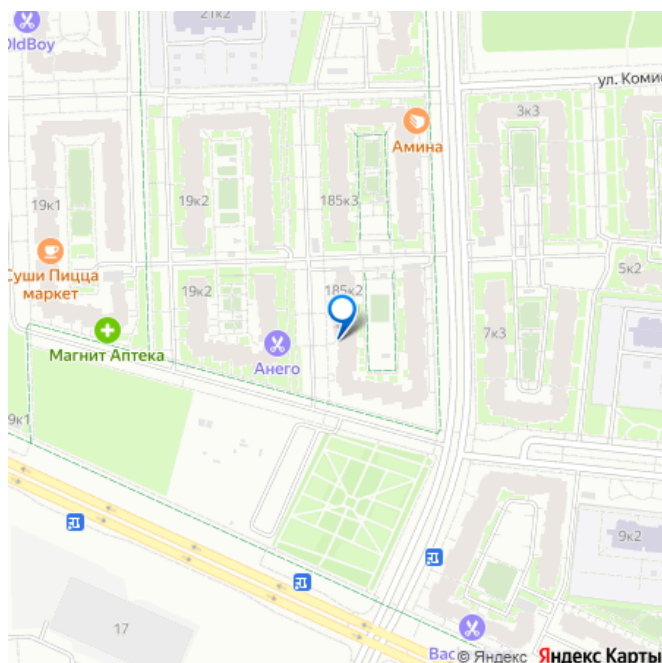 21к2
OldBoy
ул. Комис
3к3
Амина
19к1
19к2
185к3
Суши Пицца
маркет
5к2
19к2
185к2
7к3
Магнит Аптека
Анего
9к1
9к2
17
Вас
© Яндекс Яндекс Карты